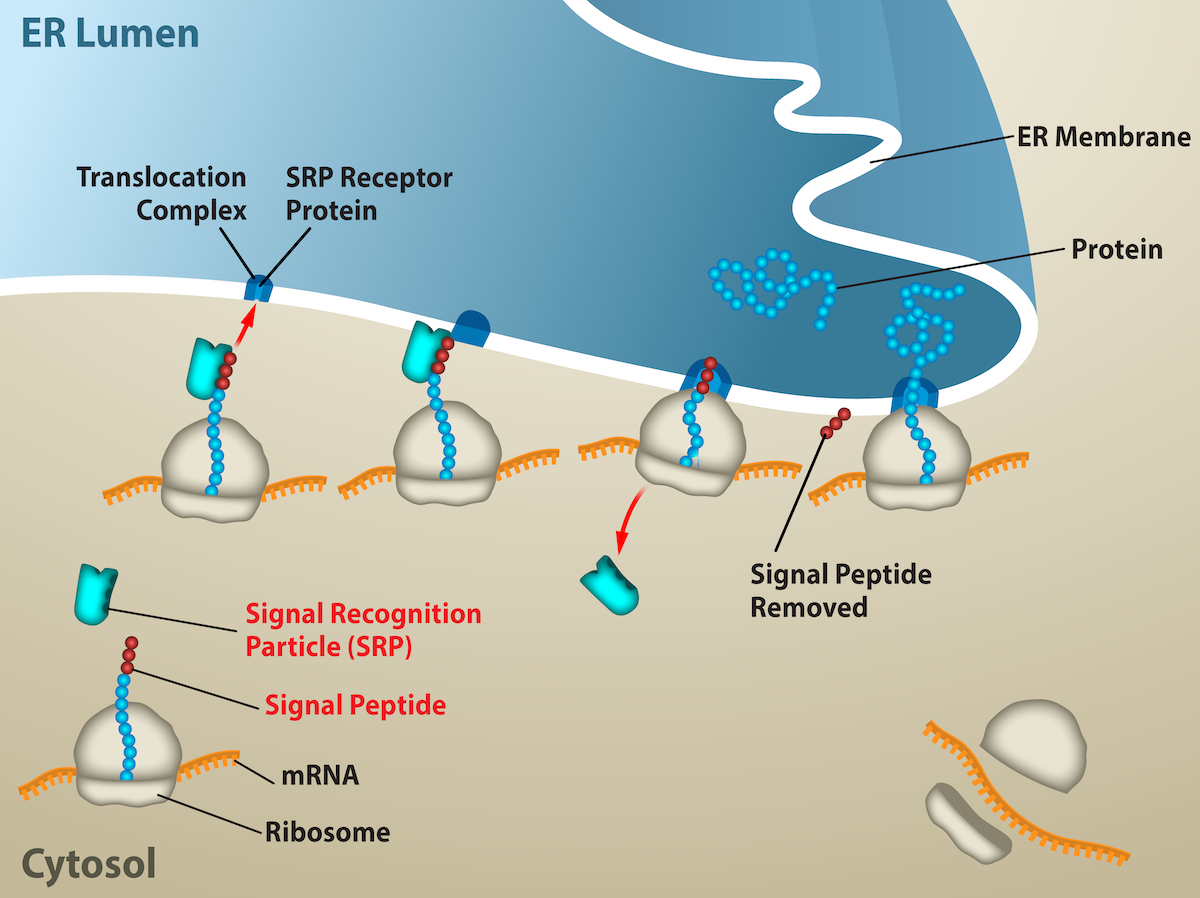 ER Lumen
ER Membrane
Translocation
Complex
SRP Receptor
Protein
Protein
Signal Peptide
Removed
Signal Recognition
Particle (SRP)
Signal Peptide
mRNA
Ribosome
Cytosol